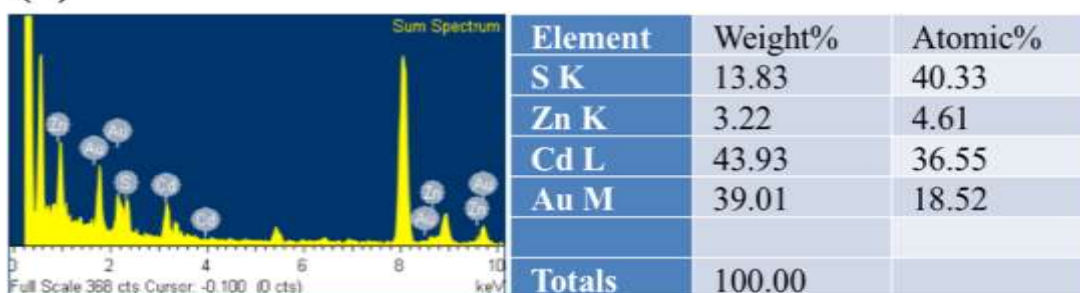 Sum Spectrum
Zn
Au
Au
S
Cd
Cd
Zn
Au
Au
Zn
0 2 4 6 8 10
Full Scale 368 cts Cursor: -0.100 (0 cts) keV
Element Weight% Atomic%
S K 13.83 40.33
Zn K 3.22 4.61
Cd L 43.93 36.55
Au M 39.01 18.52
Totals 100.00